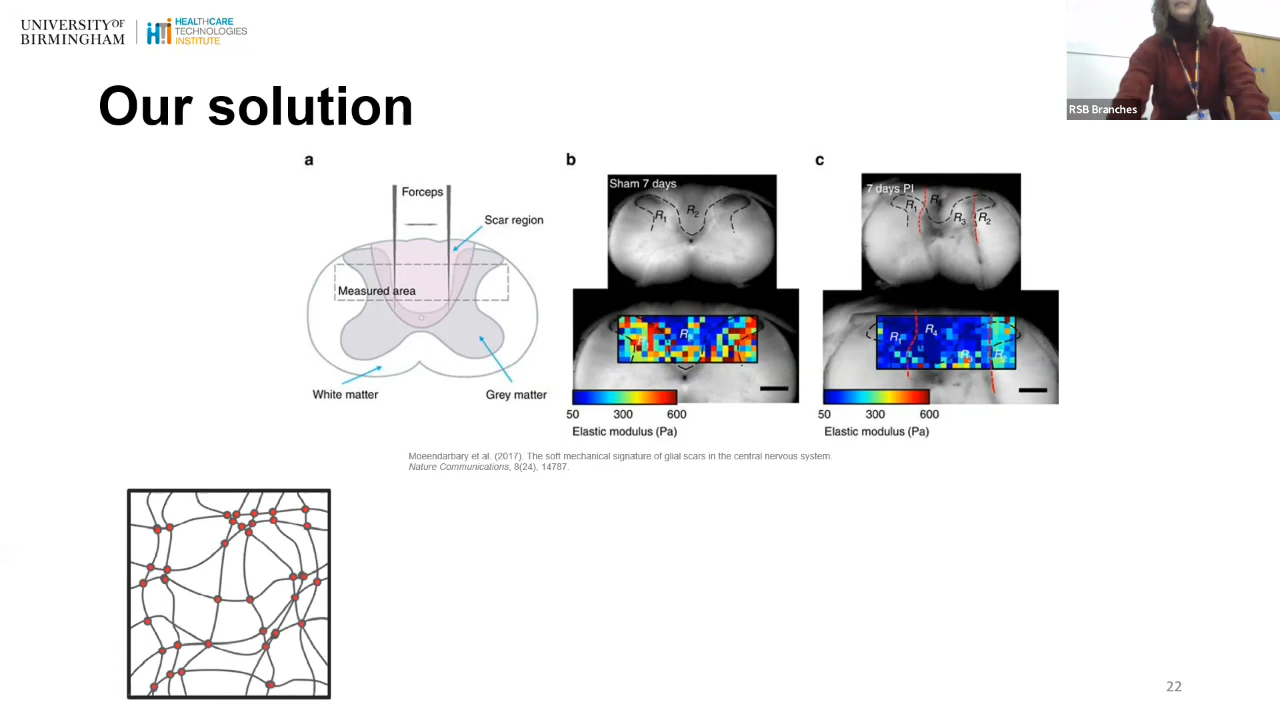 UNIVERSITY OF
BIRMINGHAM
HEALTHCARE
TECHNOLOGIES
INSTITUTE
RSB Branches
Our solution
a
b
c
Forceps
Scar region
Measured area
White matter
Grey matter
Sham 7 days
R1
R2
7 days PI
R1
R3
R2
50 300 600
Elastic modulus (Pa)
R1
R4
50 300 600
Elastic modulus (Pa)
Moeendarbary et al. (2017). The soft mechanical signature of glial scars in the central nervous system.
Nature Communications, 8(24), 14787.
22